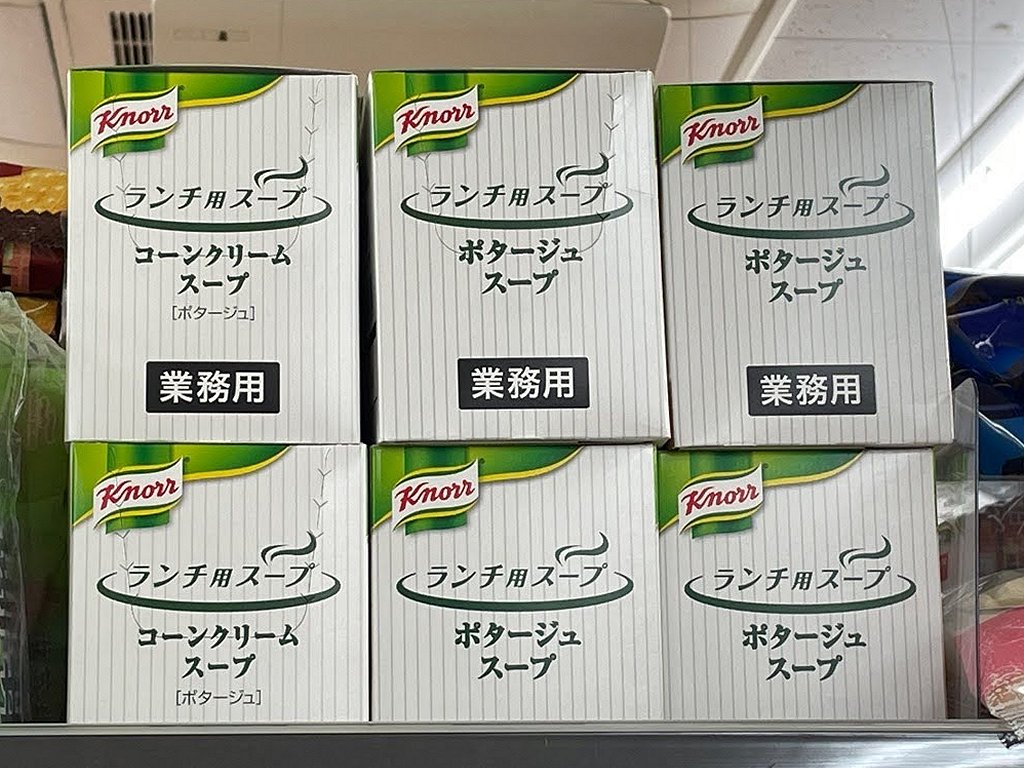 Knorr
ランチ用スープ
コーンクリーム
スープ
[ポタージュ]
業務用
Knorr
ランチ用スープ
ポタージュ
スープ
業務用
Knorr
ランチ用スープ
ポタージュ
スープ
業務用
Knorr
ランチ用スープ
コーンクリーム
スープ
[ポタージュ]
Knorr
ランチ用スープ
ポタージュ
スープ
Knorr
ランチ用スープ
ポタージュ
スープ